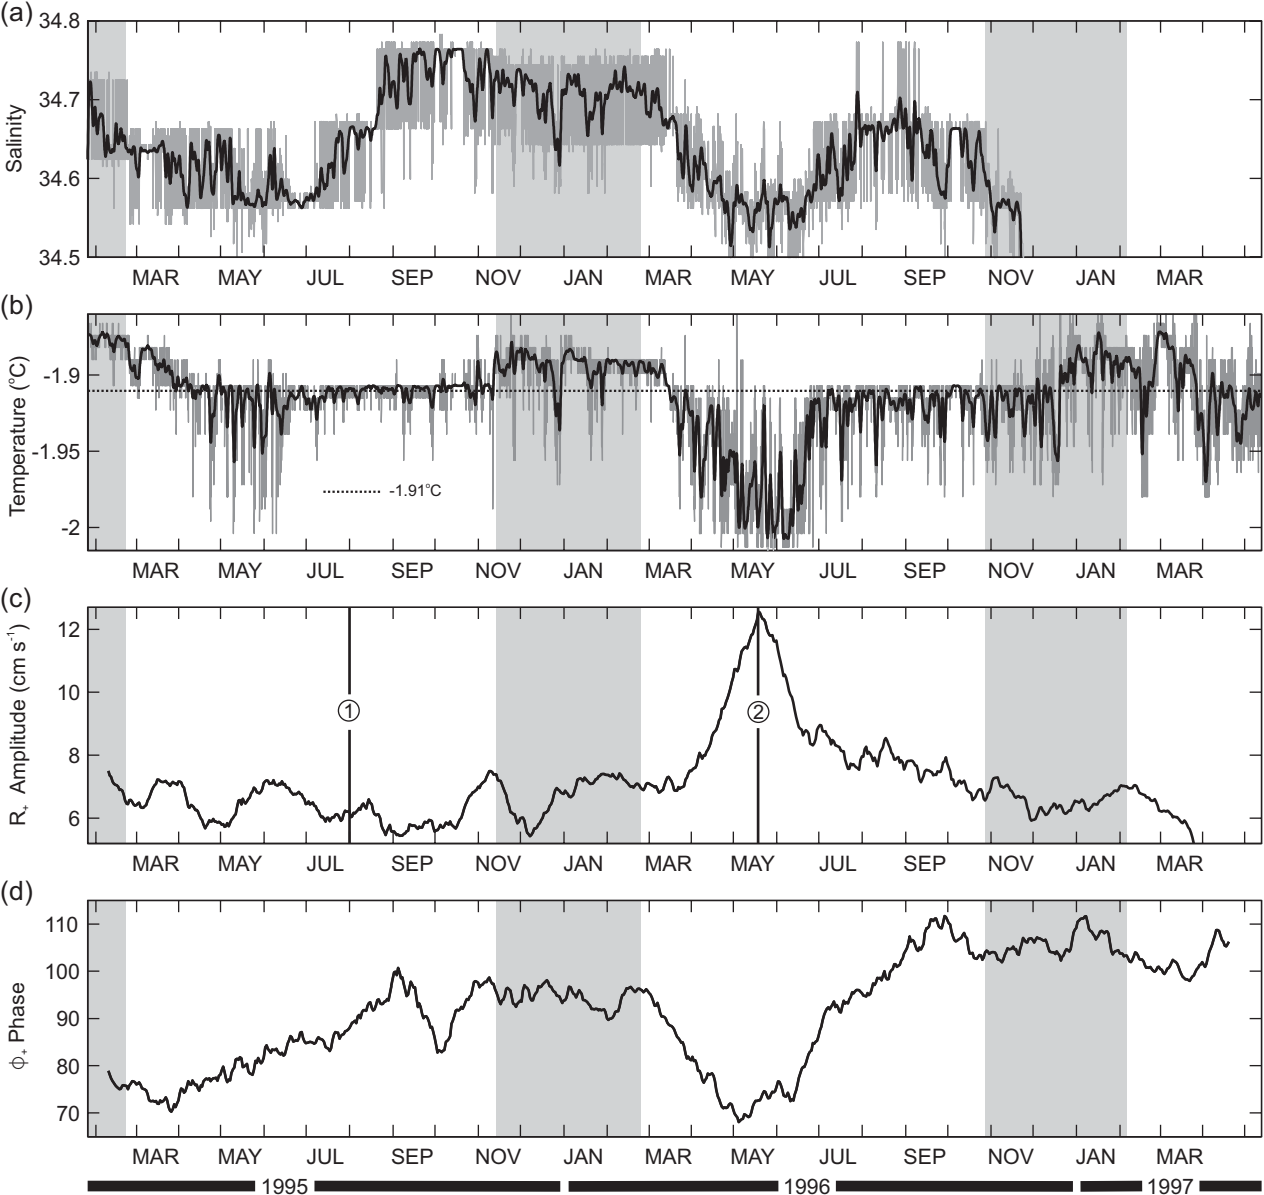 (a)
34.8
34.7
34.6
34.5
Salinity
MAR MAY JUL SEP NOV JAN MAR MAY JUL SEP NOV JAN MAR
(b)
-1.9
-1.95
-2
Temperature (°C)
-1.91°C
MAR MAY JUL SEP NOV JAN MAR MAY JUL SEP NOV JAN MAR
(c)
12
10
8
6
R+ Amplitude (cm s-1)
1
2
MAR MAY JUL SEP NOV JAN MAR MAY JUL SEP NOV JAN MAR
(d)
110
100
90
80
70
ϕ+ Phase
MAR MAY JUL SEP NOV JAN MAR MAY JUL SEP NOV JAN MAR
1995 1996 1997